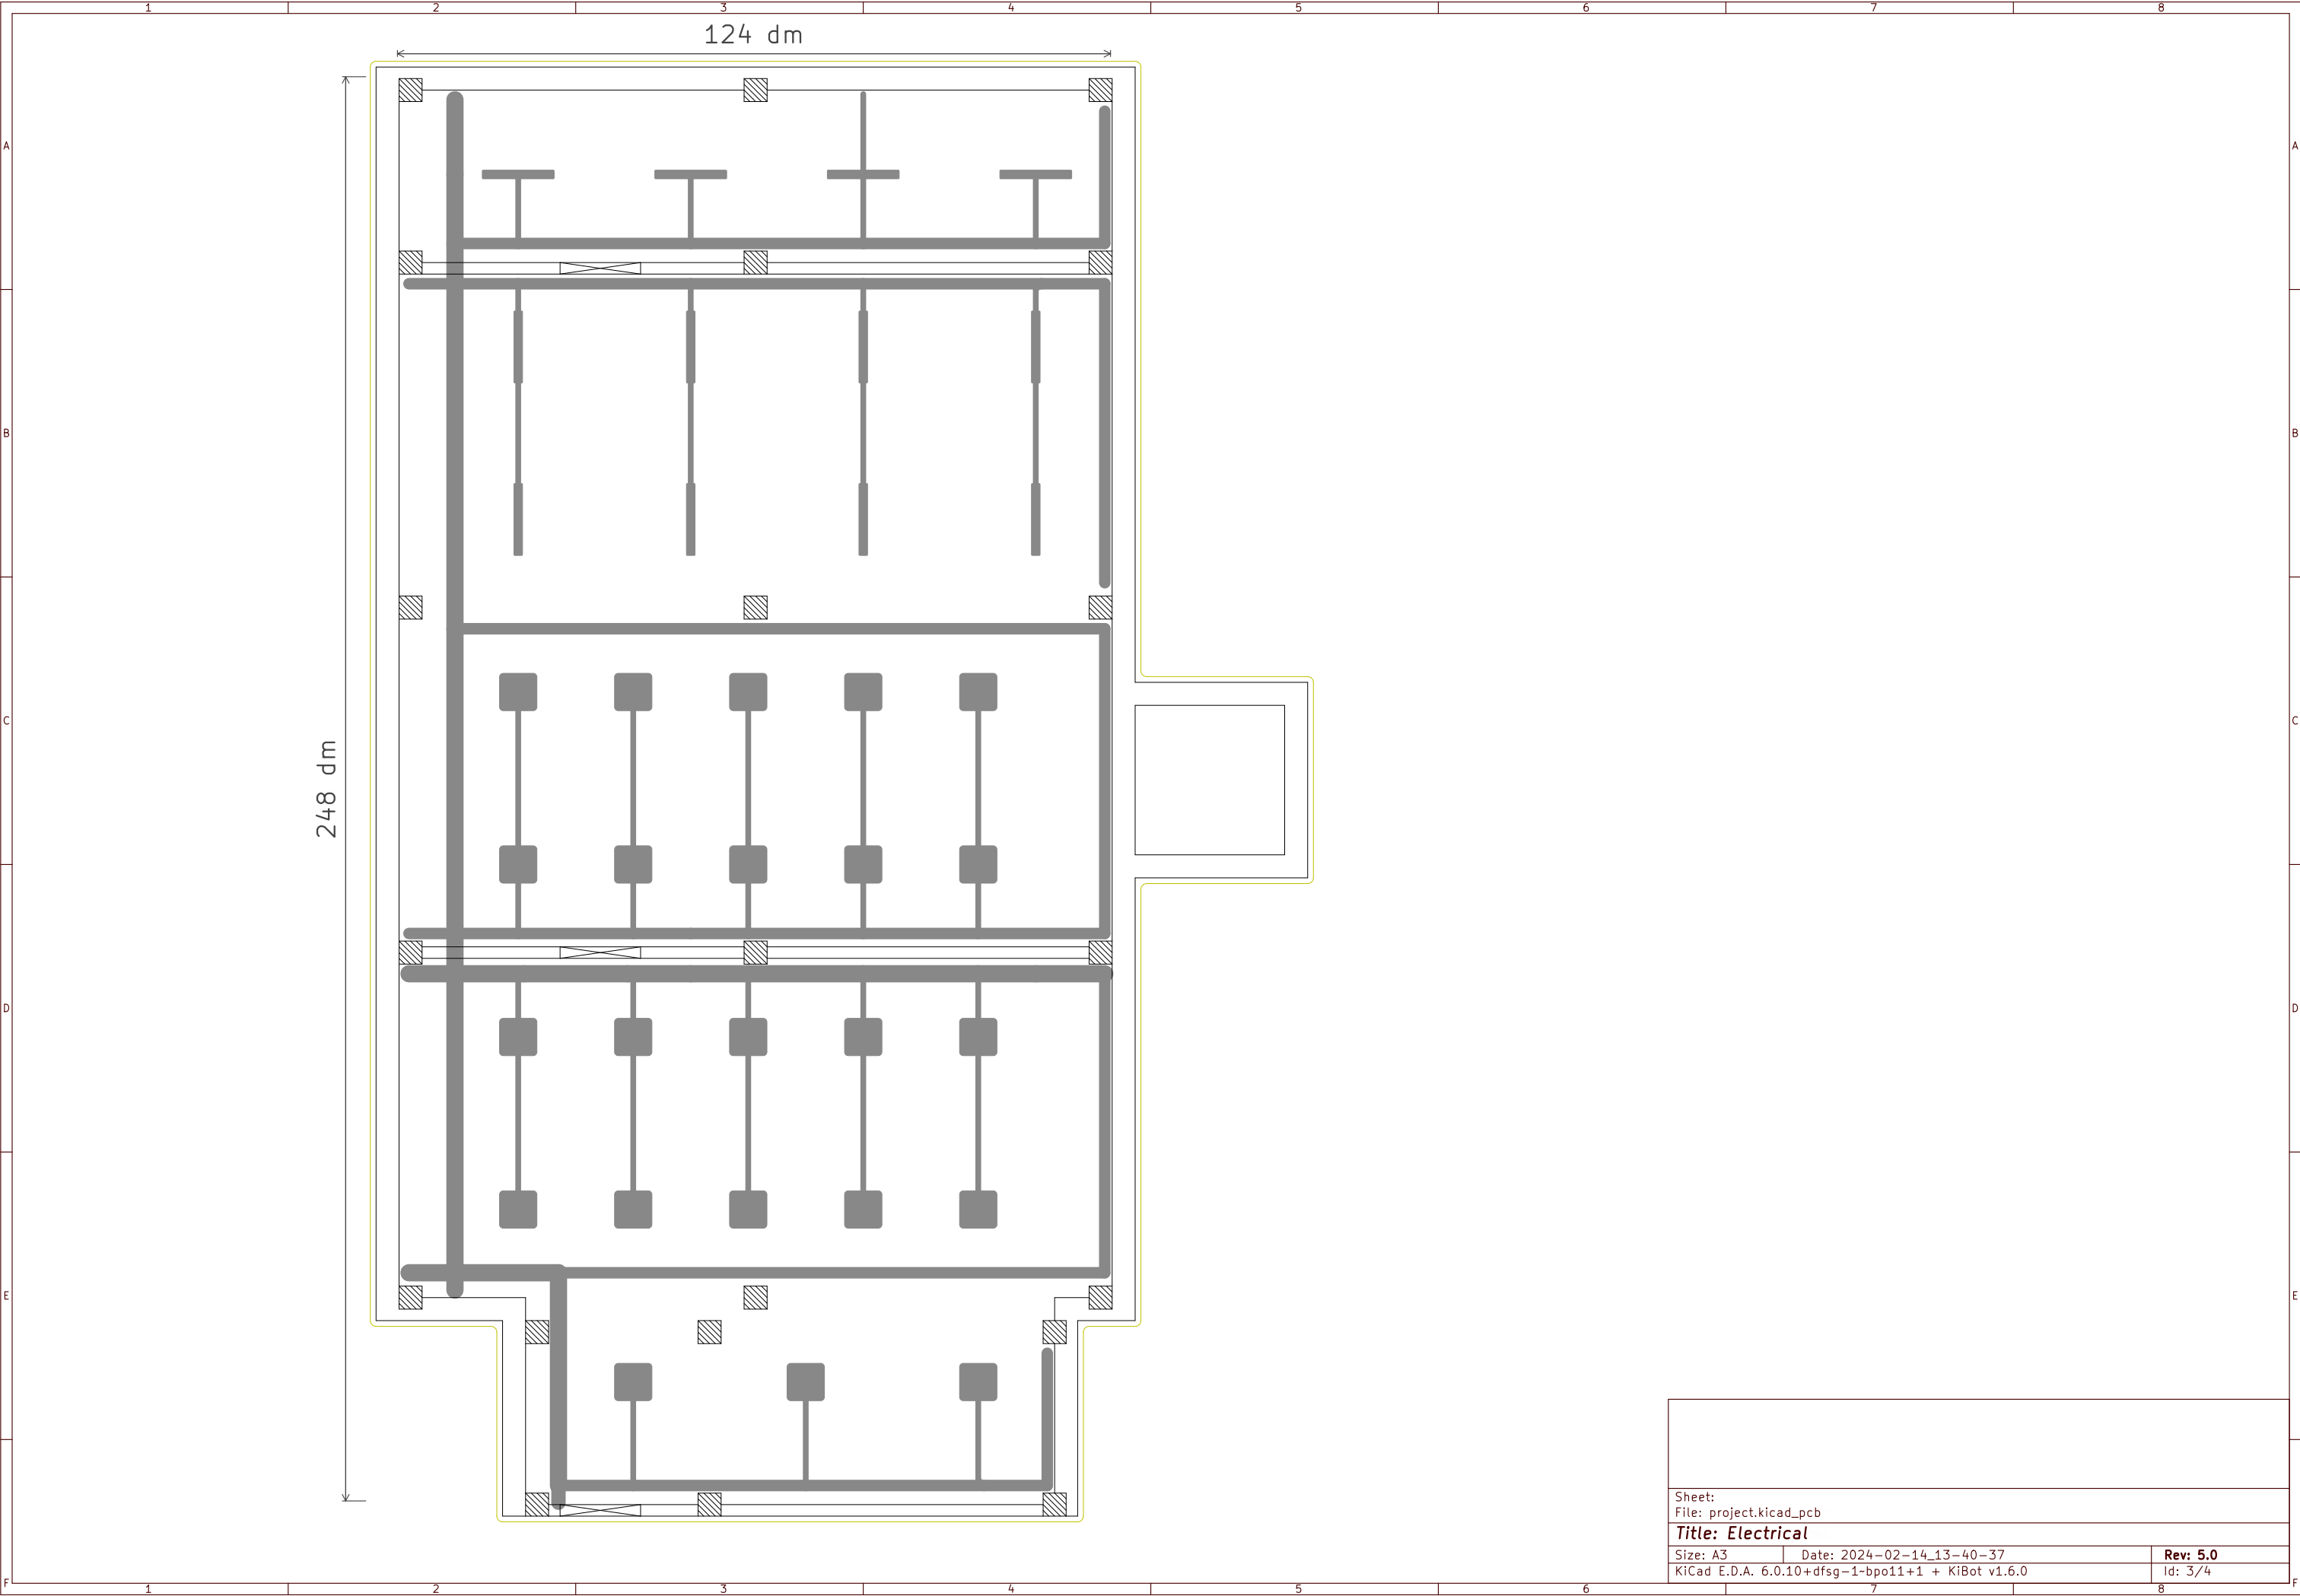 1 2 3 4 5 6 7 8
124 dm
A A
B B
248 dm
C C
D D
E E
Sheet:
File: project.kicad_pcb
Title: Electrical
Size: A3 Date: 2024-02-14_13-40-37 Rev: 5.0
KiCad E.D.A. 6.0.10+dfsg-1~bpo11+1 + KiBot v1.6.0 Id: 3/4
F F
1 2 3 4 5 6 7 8